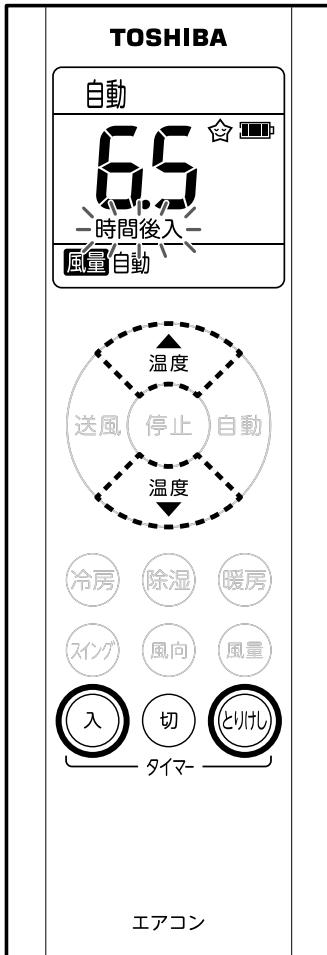 TOSHIBA
自動
6.5
時間後入
風量 自動
温度
送風 停止 自動
温度
冷房 除湿 暖房
スイング 風向 風量
入 切 とりけし
タイマー
エアコン